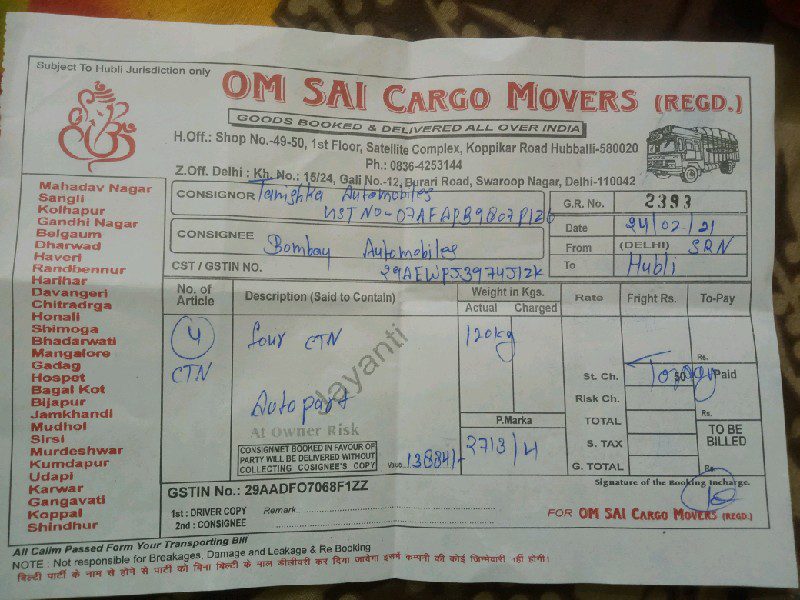 Subject To Hubli Jurisdiction only
OM SAI CARGO MOVERS (REGD.)
GOODS BOOKED & DELIVERED ALL OVER INDIA
H.Off.: Shop No.-49-50, 1st Floor, Satellite Complex, Koppikar Road Hubballi-580020
Ph.: 0836-4253144
Z.Off. Delhi : Kh. No.: 15/24, Gali No.-12, Burari Road, Swaroop Nagar, Delhi-110042
Mahadav Nagar
Sangli
Kolhapur
Gandhi Nagar
Belgaum
Dharwad
Haveri
Randbennur
Harihar
Davangeri
Chitradrga
Honali
Shimoga
Bhadarwati
Mangalore
Gadag
Hospet
Bagal Kot
Bijapur
Jamkhandi
Mudhol
Sirsi
Murdeshwar
Kumdapur
Udapi
Karwar
Gangavati
Koppal
Shindhur
CONSIGNOR Tanishka Automobiles
CONSIGNEE Bombay Automobiles
CST / GSTIN NO. 29AEWPJ3974J1ZK
G.R. No. 2393
Date 24/02/21
From (DELHI) SRN
To Hubli
No. of Article Description (Said to Contain) Weight in Kgs. Actual Charged Rate Fright Rs. To-Pay
4 four CTN 120kg
CTN
Autopart
Jayanti
At Owner Risk
CONSIGNMET BOOKED IN FAVOUR OF
PARTY WILL BE DELIVERED WITHOUT
COLLECTING COSIGNEE'S COPY
Value 13884/-
P.Marka
2713/4
Rs.
St. Ch. 50 Paid
Risk Ch. Rs.
TOTAL TO BE BILLED
S. TAX
G. TOTAL Rs.
GSTIN No.: 29AADFO7068F1ZZ
Signature of the Booking Incharge.
1st : DRIVER COPY Remark
2nd : CONSIGNEE
FOR OM SAI CARGO MOVERS (REGD.)
All Callm Passed Form Your Transporting Bill
NOTE : Not responsible for Breakages, Damage and Leakage & Re Booking
बिल्टी पार्टी के नाम से होने से पार्टी को बिना बिल्टी के माल डीलीवरी कर दिया जायेगा इसमें कम्पनी की कोई जिम्मेवारी नहीं होगी।